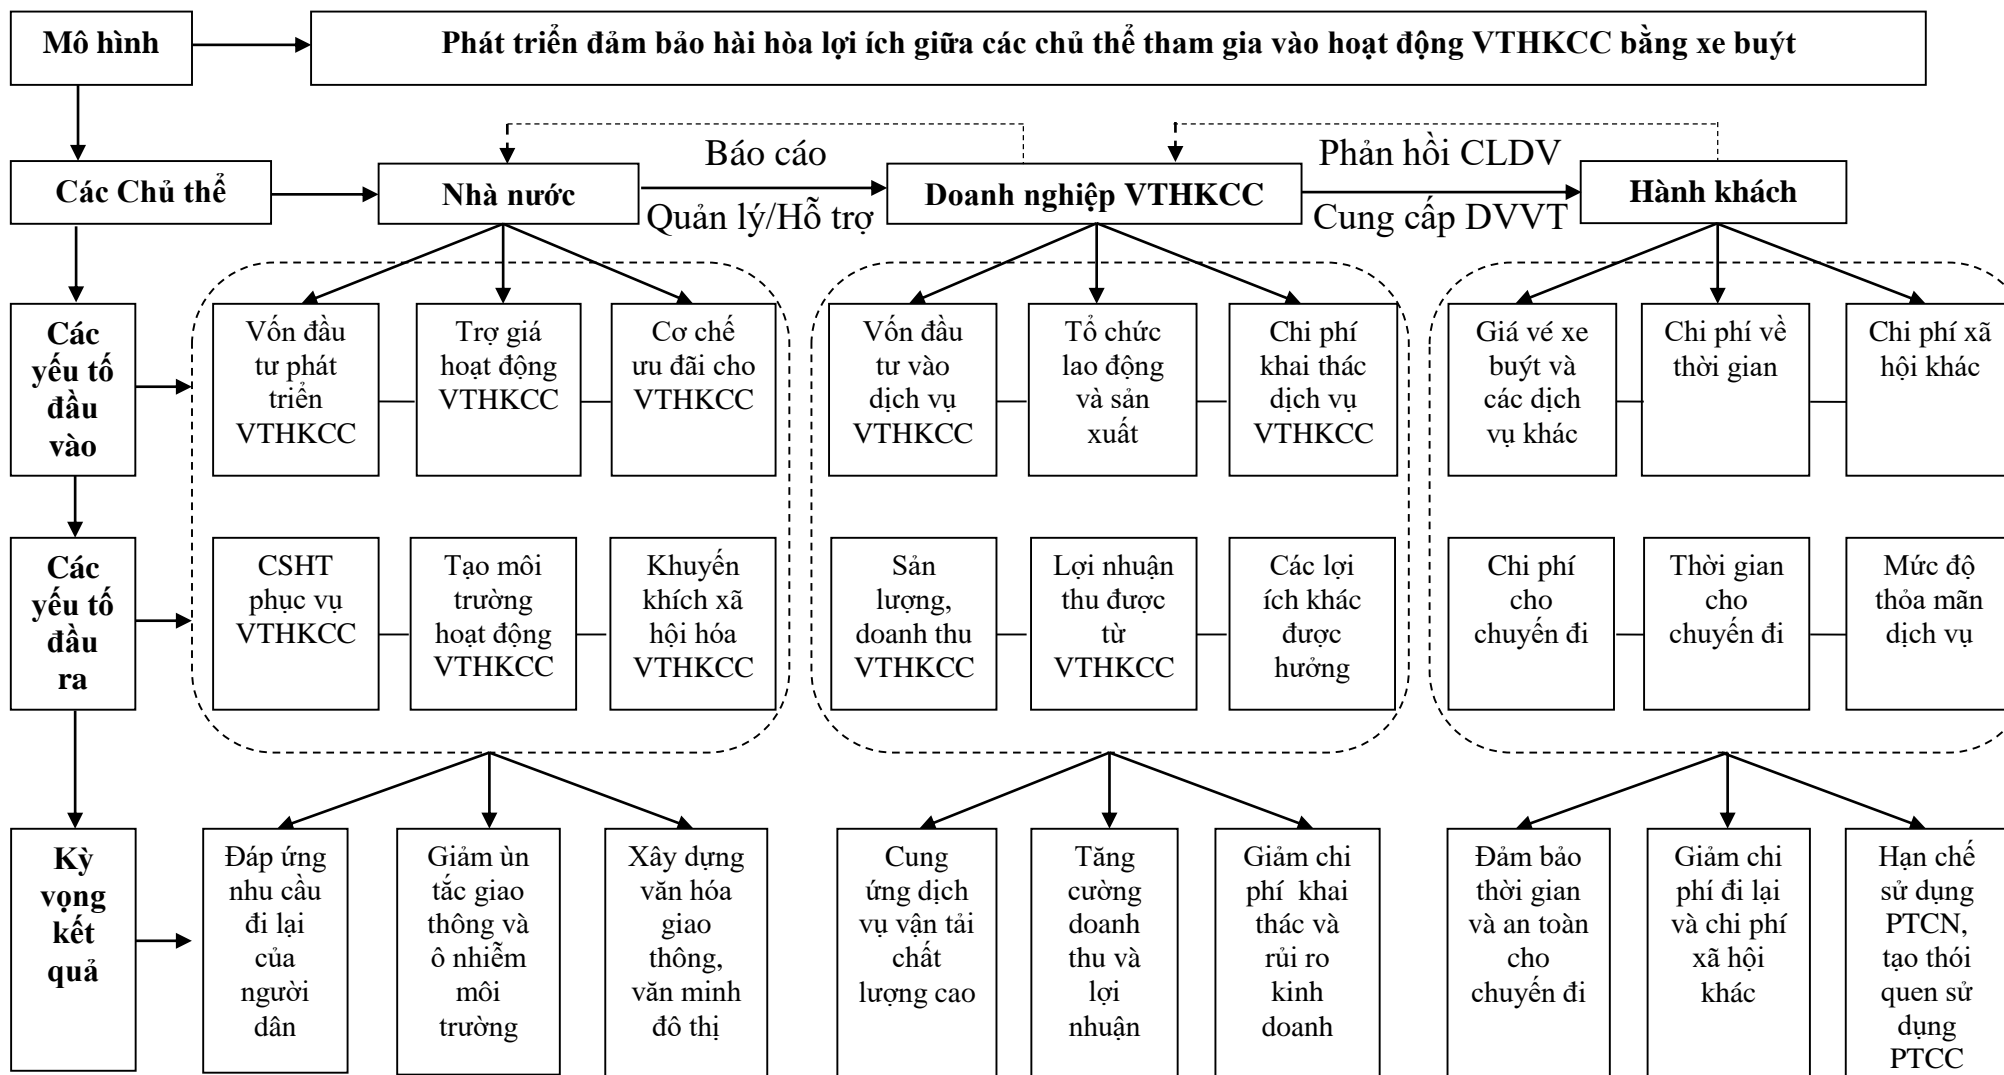 Mô hình
Phát triển đảm bảo hài hòa lợi ích giữa các chủ thể tham gia vào hoạt động VTHKCC bằng xe buýt
Báo cáo
Phản hồi CLDV
Các Chủ thể
Nhà nước
Quản lý/Hỗ trợ
Doanh nghiệp VTHKCC
Cung cấp DVVT
Hành khách
Các
yếu tố
đầu
vào
Vốn đầu
tư phát
triển
VTHKCC
Trợ giá
hoạt động
VTHKCC
Cơ chế
ưu đãi cho
VTHKCC
Vốn đầu
tư vào
dịch vụ
VTHKCC
Tổ chức
lao động
và sản
xuất
Chi phí
khai thác
dịch vụ
VTHKCC
Giá vé xe
buýt và
các dịch
vụ khác
Chi phí về
thời gian
Chi phí xã
hội khác
Các
yếu tố
đầu
ra
CSHT
phục vụ
VTHKCC
Tạo môi
trường
hoạt động
VTHKCC
Khuyến
khích xã
hội hóa
VTHKCC
Sản
lượng,
doanh thu
VTHKCC
Lợi nhuận
thu được
từ
VTHKCC
Các lợi
ích khác
được
hưởng
Chi phí
cho
chuyến đi
Thời gian
cho
chuyến đi
Mức độ
thỏa mãn
dịch vụ
Kỳ
vọng
kết
quả
Đáp ứng
nhu cầu
đi lại
của
người
dân
Giảm ùn
tắc giao
thông và
ô nhiễm
môi
trường
Xây dựng
văn hóa
giao
thông,
văn minh
đô thị
Cung
ứng dịch
vụ vận tải
chất
lượng cao
Tăng
cường
doanh
thu và
lợi
nhuận
Giảm chi
phí khai
thác và
rủi ro
kinh
doanh
Đảm bảo
thời gian
và an toàn
cho
chuyến đi
Giảm chi
phí đi lại
và chi phí
xã hội
khác
Hạn chế
sử dụng
PTCN,
tạo thói
quen sử
dụng
PTCC